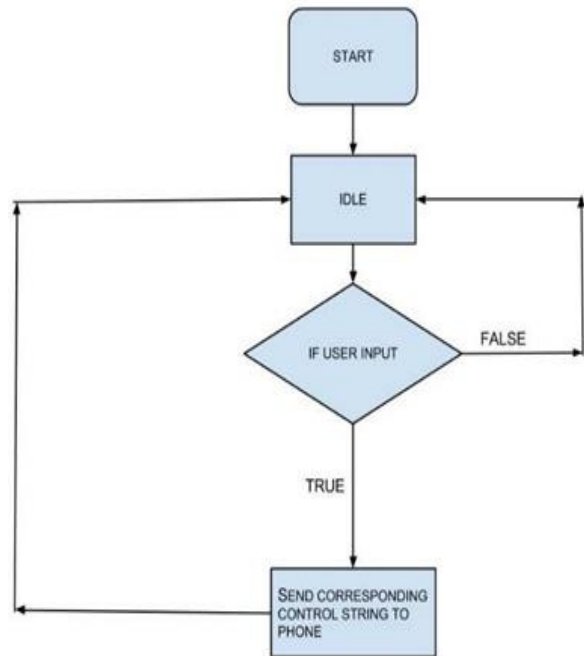 START
IDLE
IF USER INPUT
FALSE
TRUE
SEND CORRESPONDING
CONTROL STRING TO
PHONE